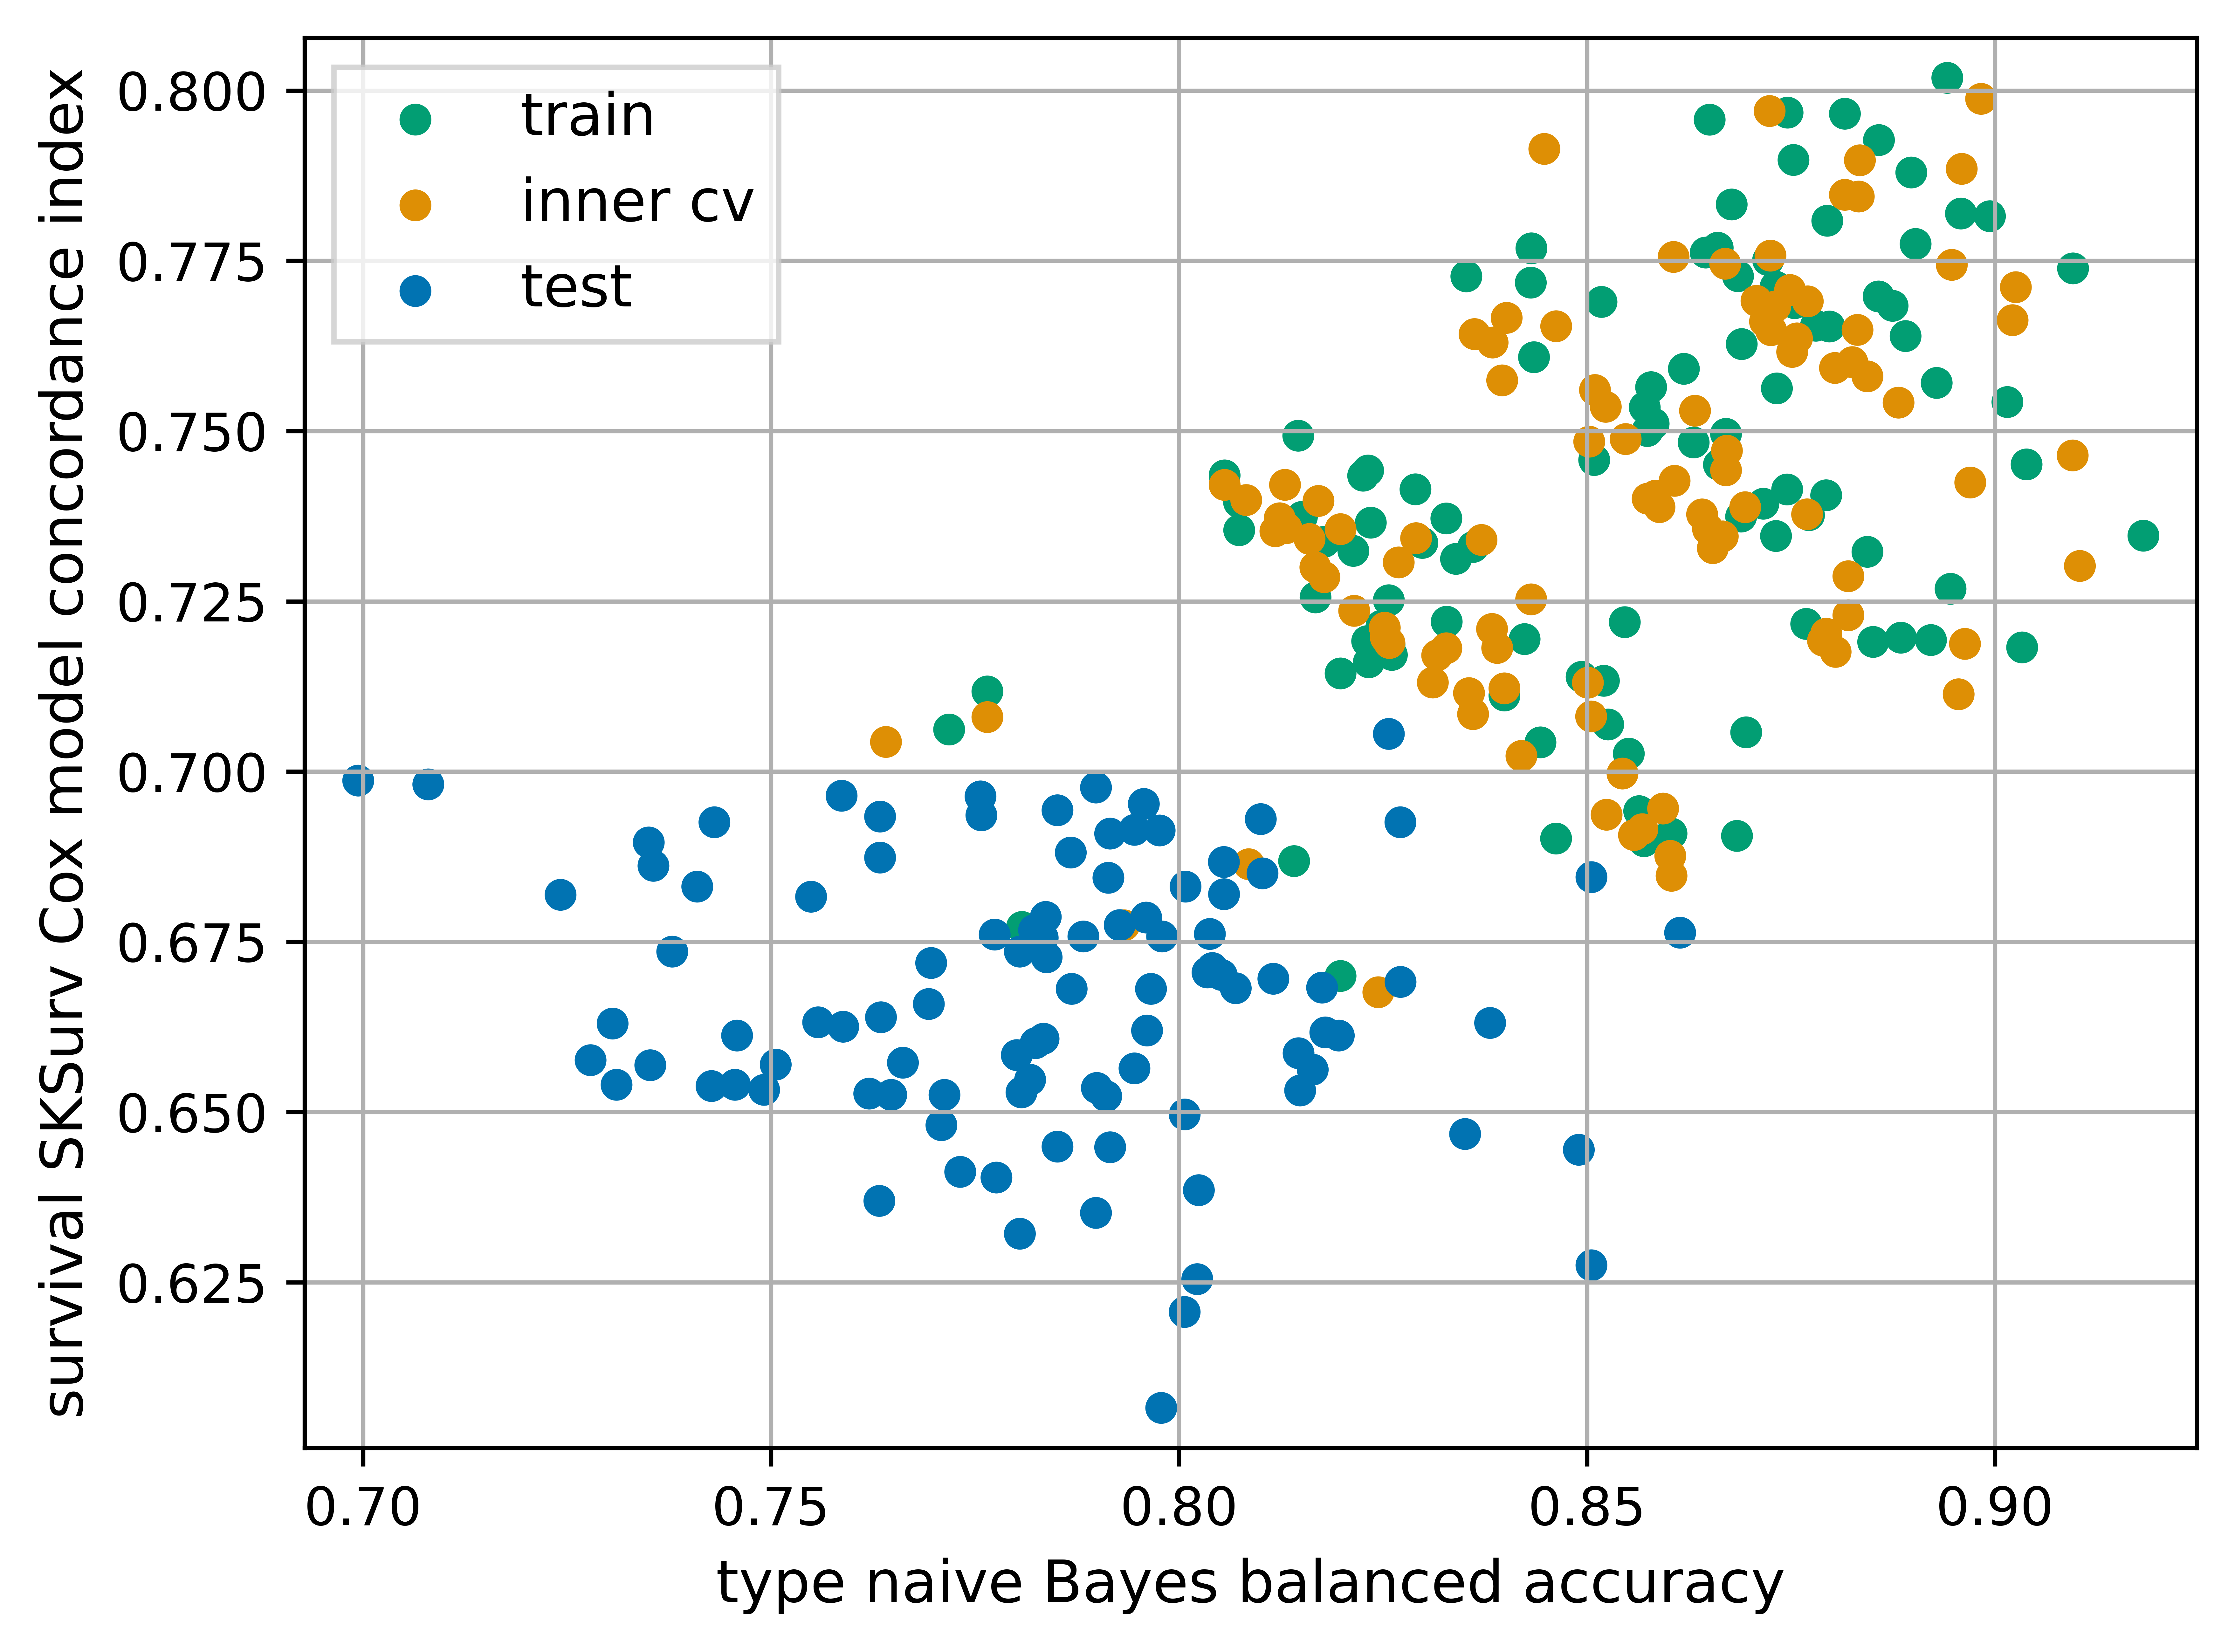 train
inner cv
test
0.800
0.775
0.750
0.725
0.700
0.675
0.650
0.625
survival SKSurv Cox model concordance index
0.70 0.75 0.80 0.85 0.90
type naive Bayes balanced accuracy